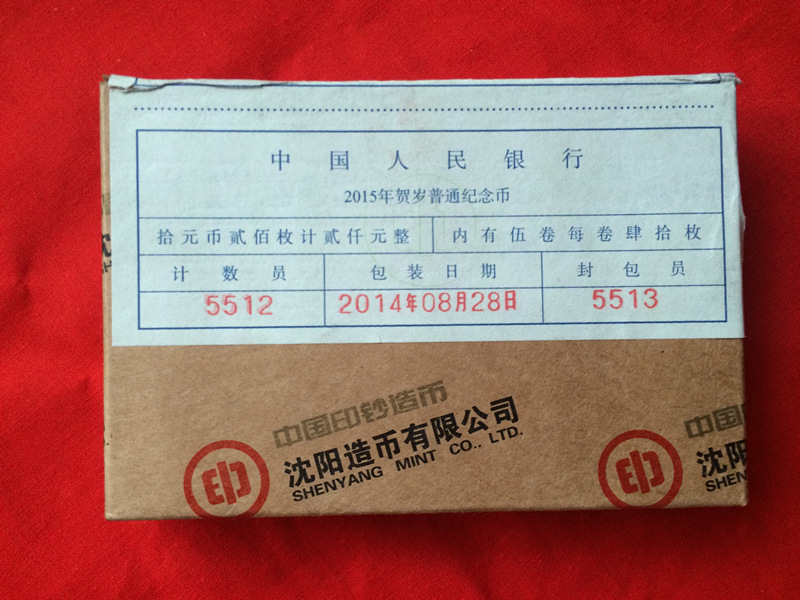 中国人民银行
2015年贺岁普通纪念币
拾元币贰佰枚计贰仟元整 内有伍卷每卷肆拾枚
计数员 包装日期 封包员
5512 2014年08月28日 5513
中国印钞造币
沈阳造币有限公司
SHENYANG MINT CO., LTD.
中国
沈阳
SHEN